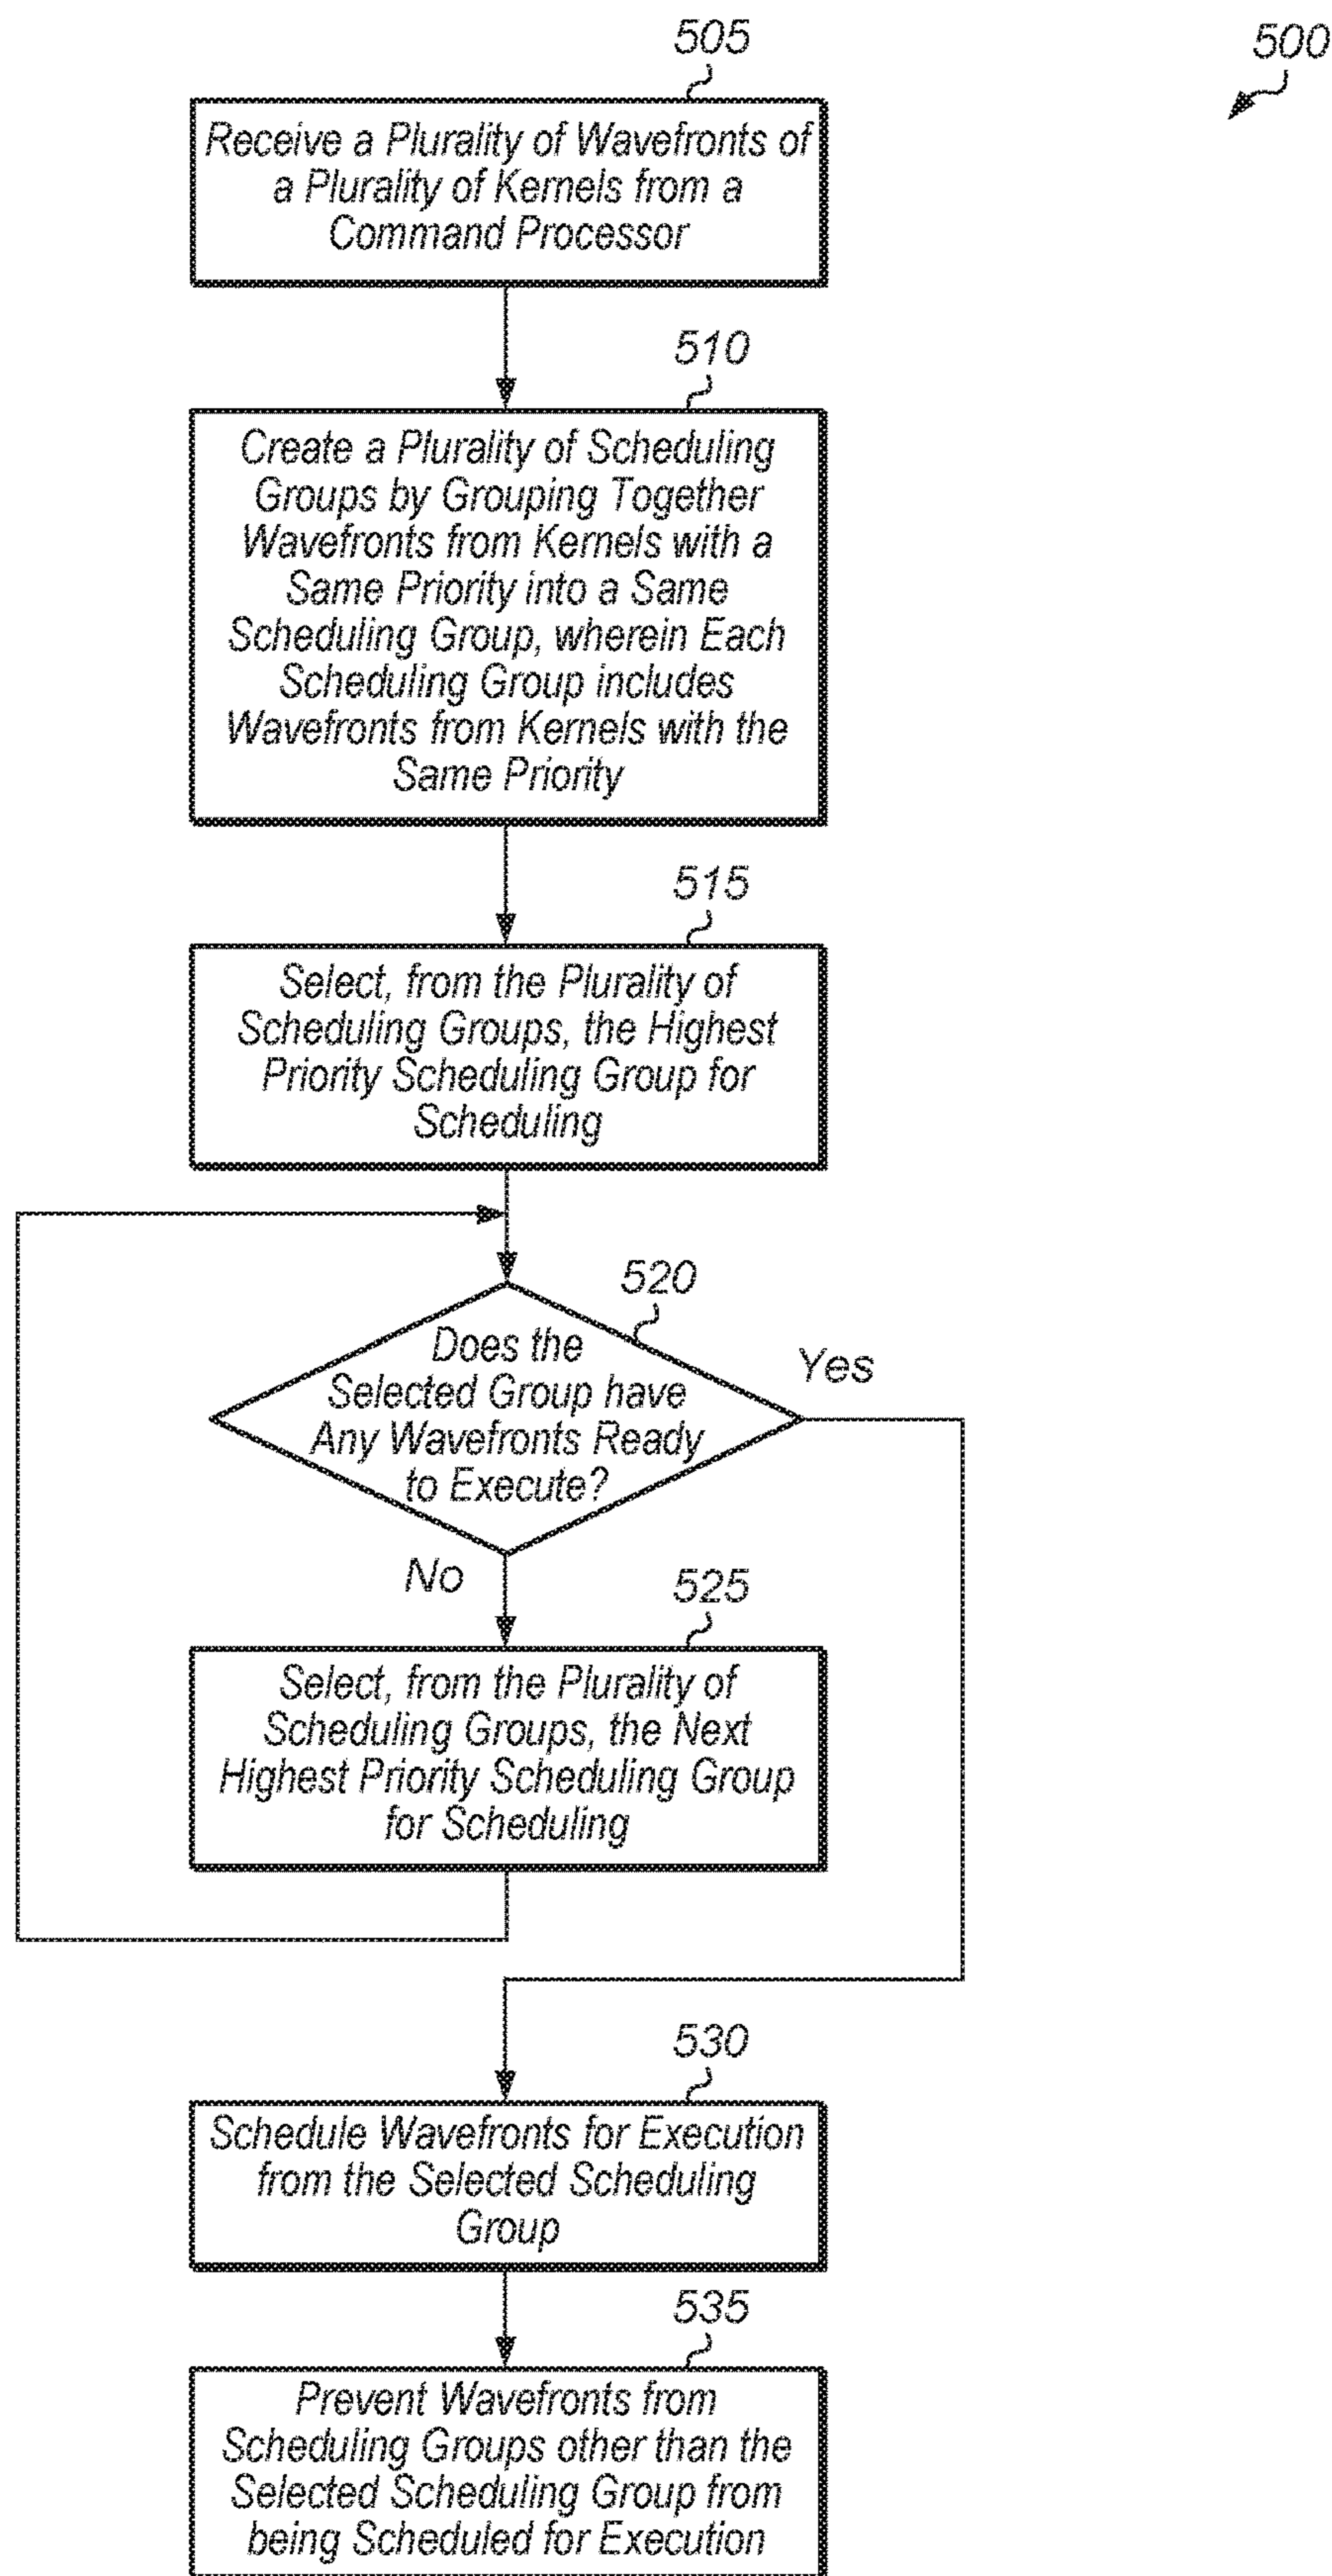 505
500
Receive a Plurality of Wavefronts of
a Plurality of Kernels from a
Command Processor
510
Create a Plurality of Scheduling
Groups by Grouping Together
Wavefronts from Kernels with a
Same Priority into a Same
Scheduling Group, wherein Each
Scheduling Group includes
Wavefronts from Kernels with the
Same Priority
515
Select, from the Plurality of
Scheduling Groups, the Highest
Priority Scheduling Group for
Scheduling
520
Does the
Selected Group have
Any Wavefronts Ready
to Execute?
Yes
No
525
Select, from the Plurality of
Scheduling Groups, the Next
Highest Priority Scheduling Group
for Scheduling
530
Schedule Wavefronts for Execution
from the Selected Scheduling
Group
535
Prevent Wavefronts from
Scheduling Groups other than the
Selected Scheduling Group from
being Scheduled for Execution